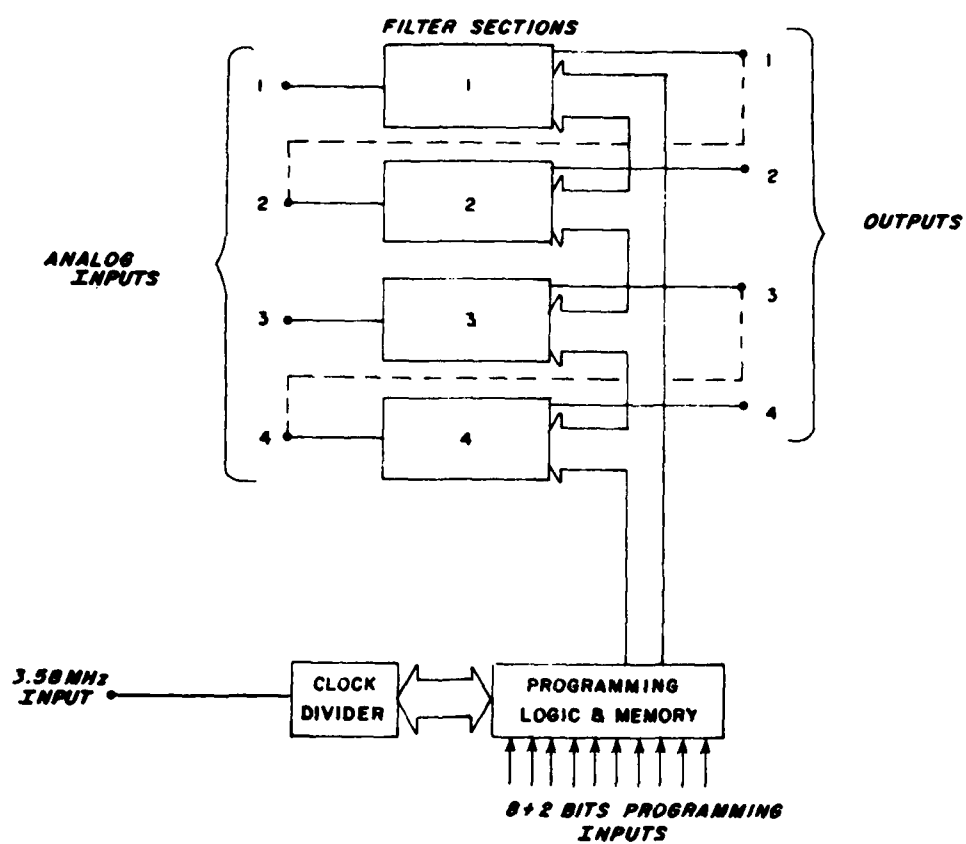 FILTER SECTIONS
1
1
1
2
2
2
OUTPUTS
ANALOG
INPUTS
3
3
3
4
4
4
3.58 MHz
INPUT
CLOCK
DIVIDER
PROGRAMMING
LOGIC & MEMORY
8+2 BITS PROGRAMMING
INPUTS